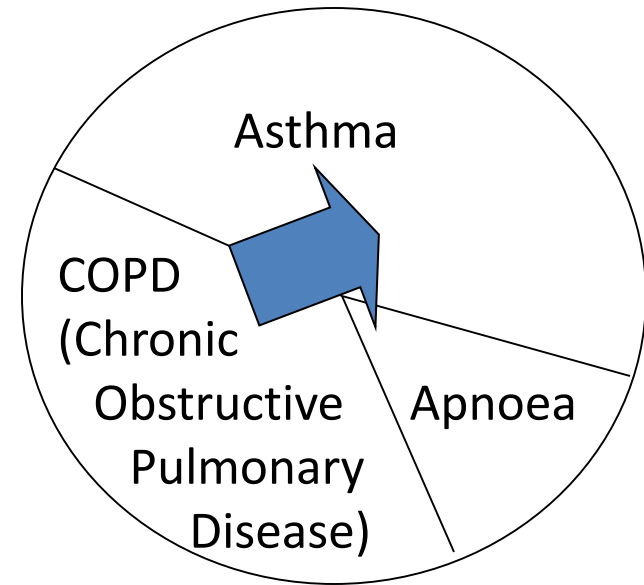 Asthma
COPD
(Chronic
Obstructive
Apnoea
Pulmonary
Disease)